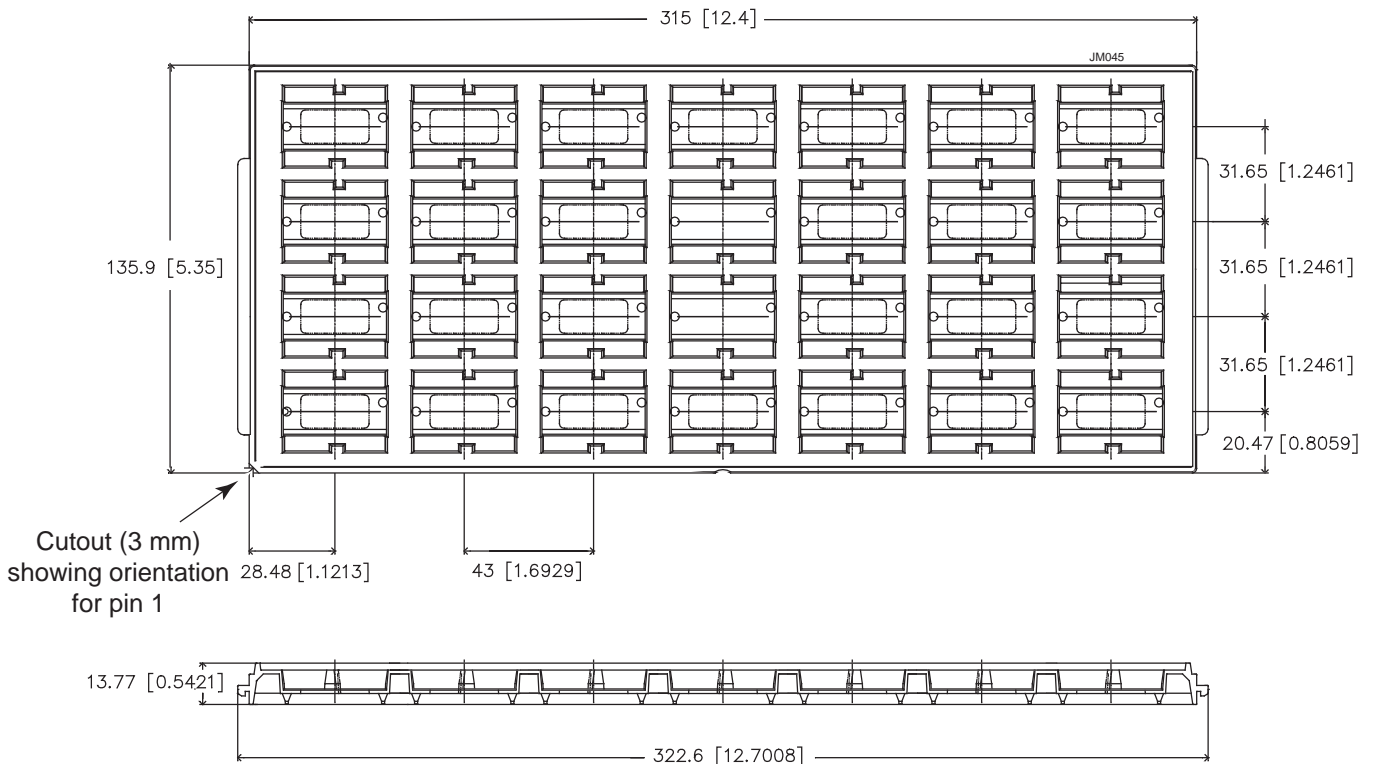 315 [12.4]
JM045
31.65 [1.2461]
135.9 [5.35]
31.65 [1.2461]
31.65 [1.2461]
20.47 [0.8059]
Cutout (3 mm)
showing orientation
for pin 1
28.48 [1.1213]
43 [1.6929]
13.77 [0.5421]
322.6 [12.7008]